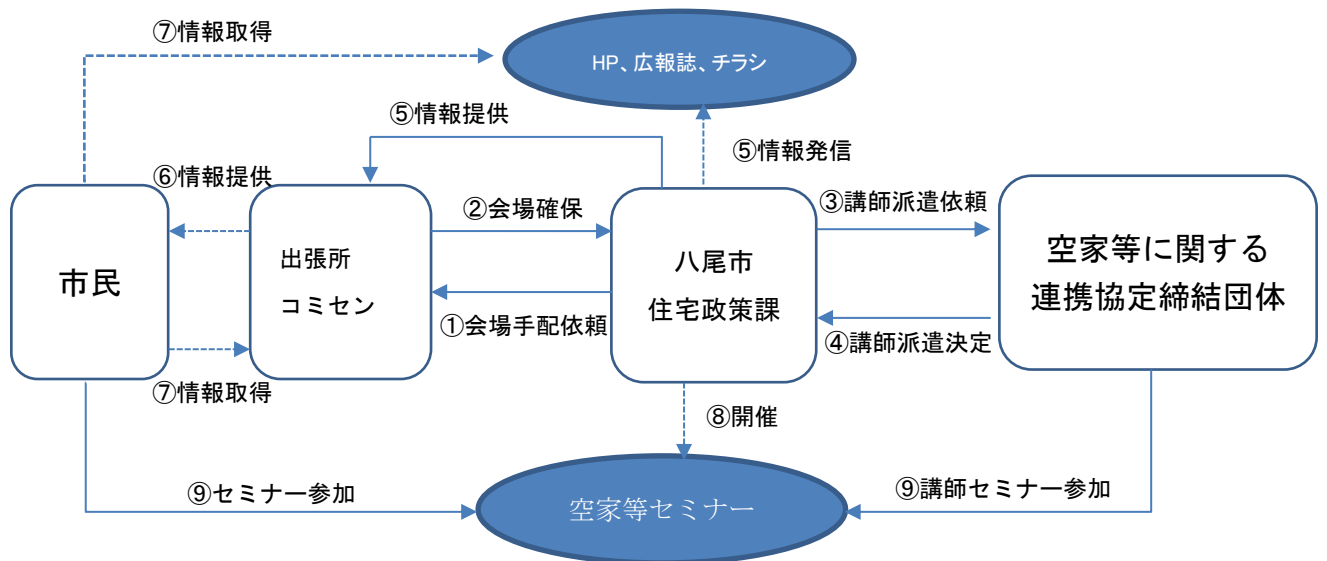 ⑦情報取得
HP、広報誌、チラシ
⑤情報提供
⑤情報発信
⑥情報提供
②会場確保
③講師派遣依頼
市民
出張所
コミセン
八尾市
住宅政策課
空家等に関する
連携協定締結団体
①会場手配依頼
④講師派遣決定
⑦情報取得
⑧開催
⑨セミナー参加
空家等セミナー
⑨講師セミナー参加